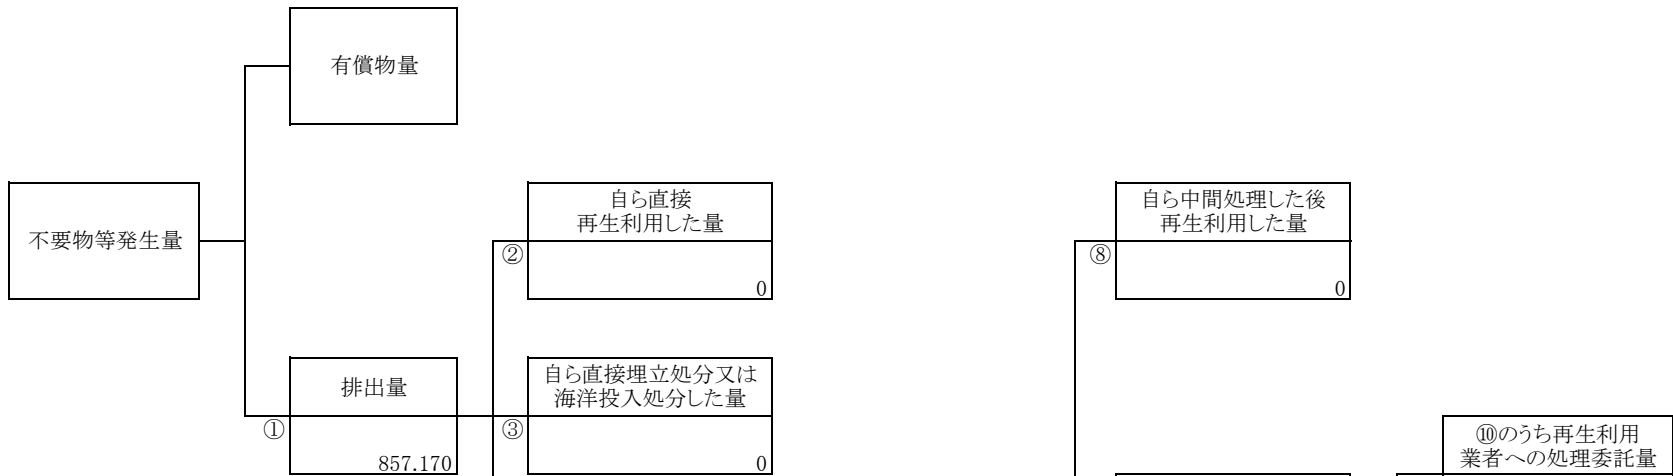 有償物量
不要物等発生量
自ら直接
再生利用した量
②
0
自ら中間処理した後
再生利用した量
⑧
0
排出量
①
857.170
自ら直接埋立処分又は
海洋投入処分した量
③
0
⑩のうち再生利用
業者への処理委託量